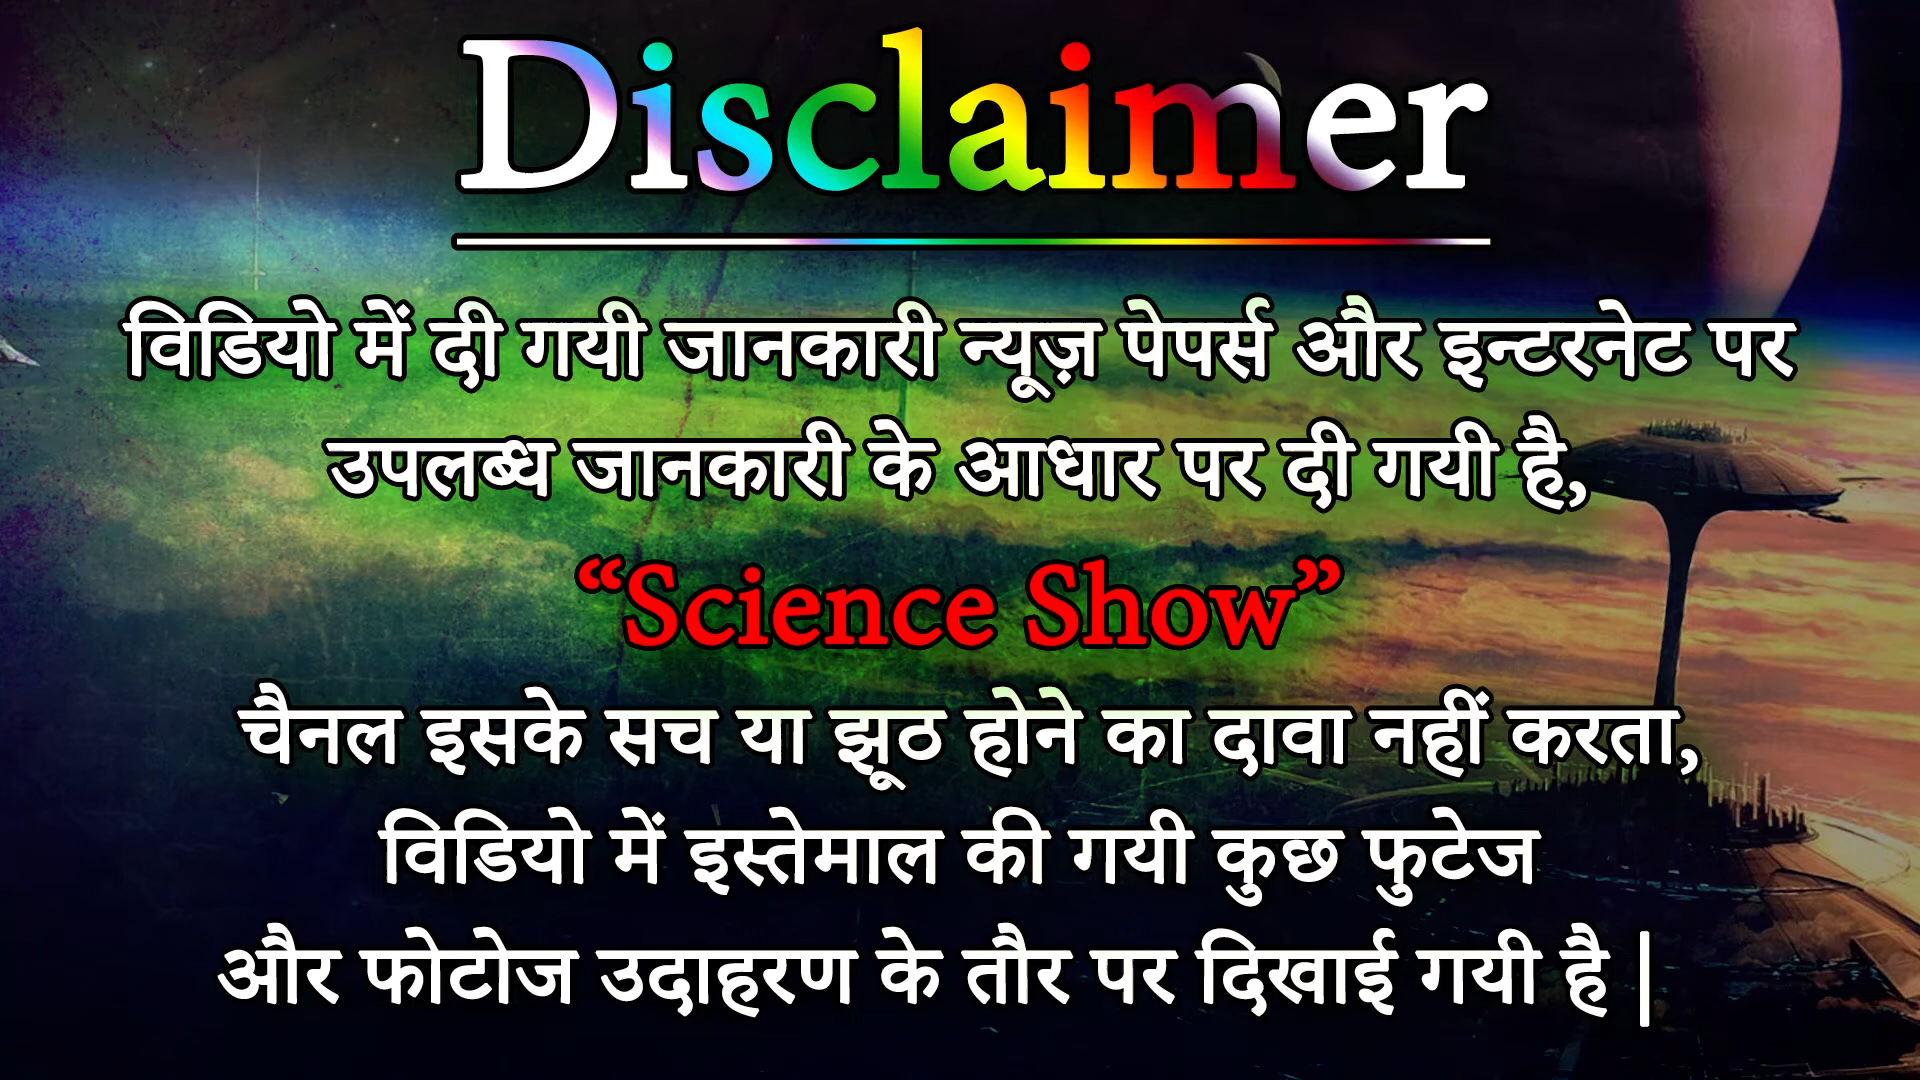 Disclaimer
विडियो में दी गयी जानकारी न्यूज़ पेपर्स और इन्टरनेट पर
उपलब्ध जानकारी के आधार पर दी गयी है,
“Science Show”
चैनल इसके सच या झूठ होने का दावा नहीं करता,
विडियो में इस्तेमाल की गयी कुछ फुटेज
और फोटोज उदाहरण के तौर पर दिखाई गयी है |